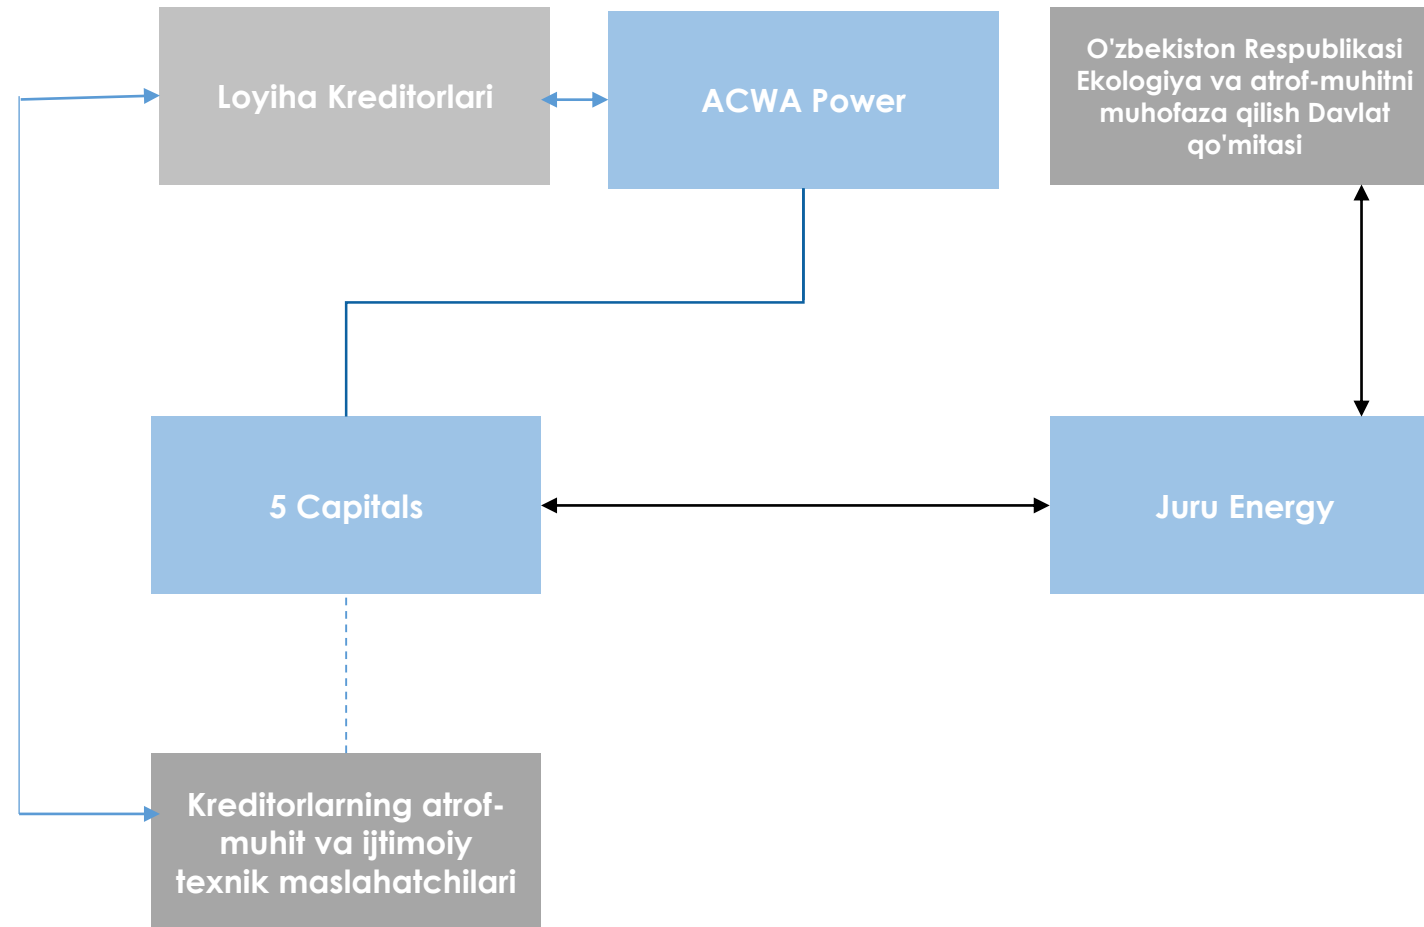 Loyiha Kreditorlari
ACWA Power
O'zbekiston Respublikasi
Ekologiya va atrof-muhitni
muhofaza qilish Davlat
qo'mitasi
5 Capitals
Juru Energy
Kreditorlarning atrof-
muhit va ijtimoiy
texnik maslahatchilari